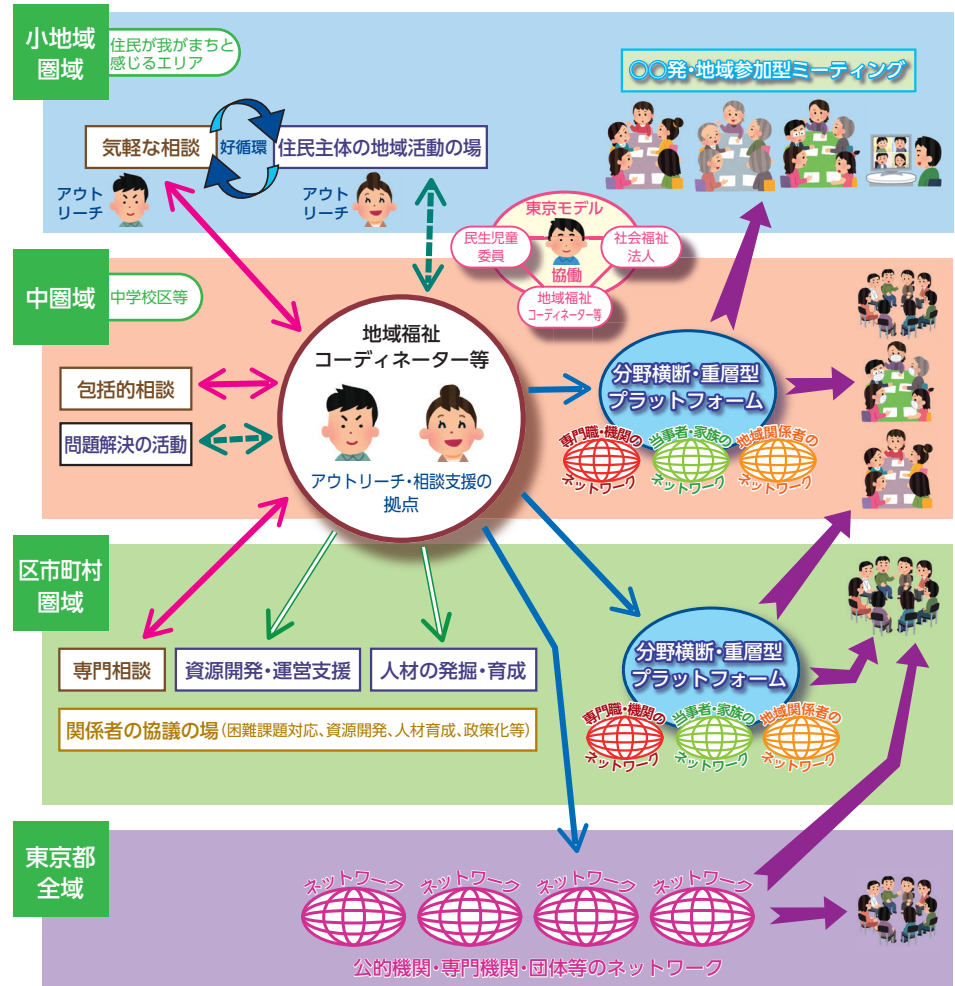 小地域
圏域
住民が我がまちと
感じるエリア
〇〇発・地域参加型ミーティング
気軽な相談
好循環
住民主体の地域活動の場
アウト
リーチ
アウト
リーチ
東京モデル
民生児童
委員
社会福祉
法人
協働
地域福祉
コーディネーター等
中圏域
中学校区等
地域福祉
コーディネーター等
アウトリーチ・相談支援の
拠点
包括的相談
問題解決の活動
分野横断・重層型
プラットフォーム
専門職・機関の
ネットワーク
当事者・家族の
ネットワーク
地域関係者の
ネットワーク
区市町村
圏域
専門相談
資源開発・運営支援
人材の発掘・育成
関係者の協議の場(困難課題対応、資源開発、人材育成、政策化等)
分野横断・重層型
プラットフォーム
専門職・機関の
ネットワーク
当事者・家族の
ネットワーク
地域関係者の
ネットワーク
東京都
全域
ネットワーク
ネットワーク
ネットワーク
ネットワーク
公的機関・専門機関・団体等のネットワーク